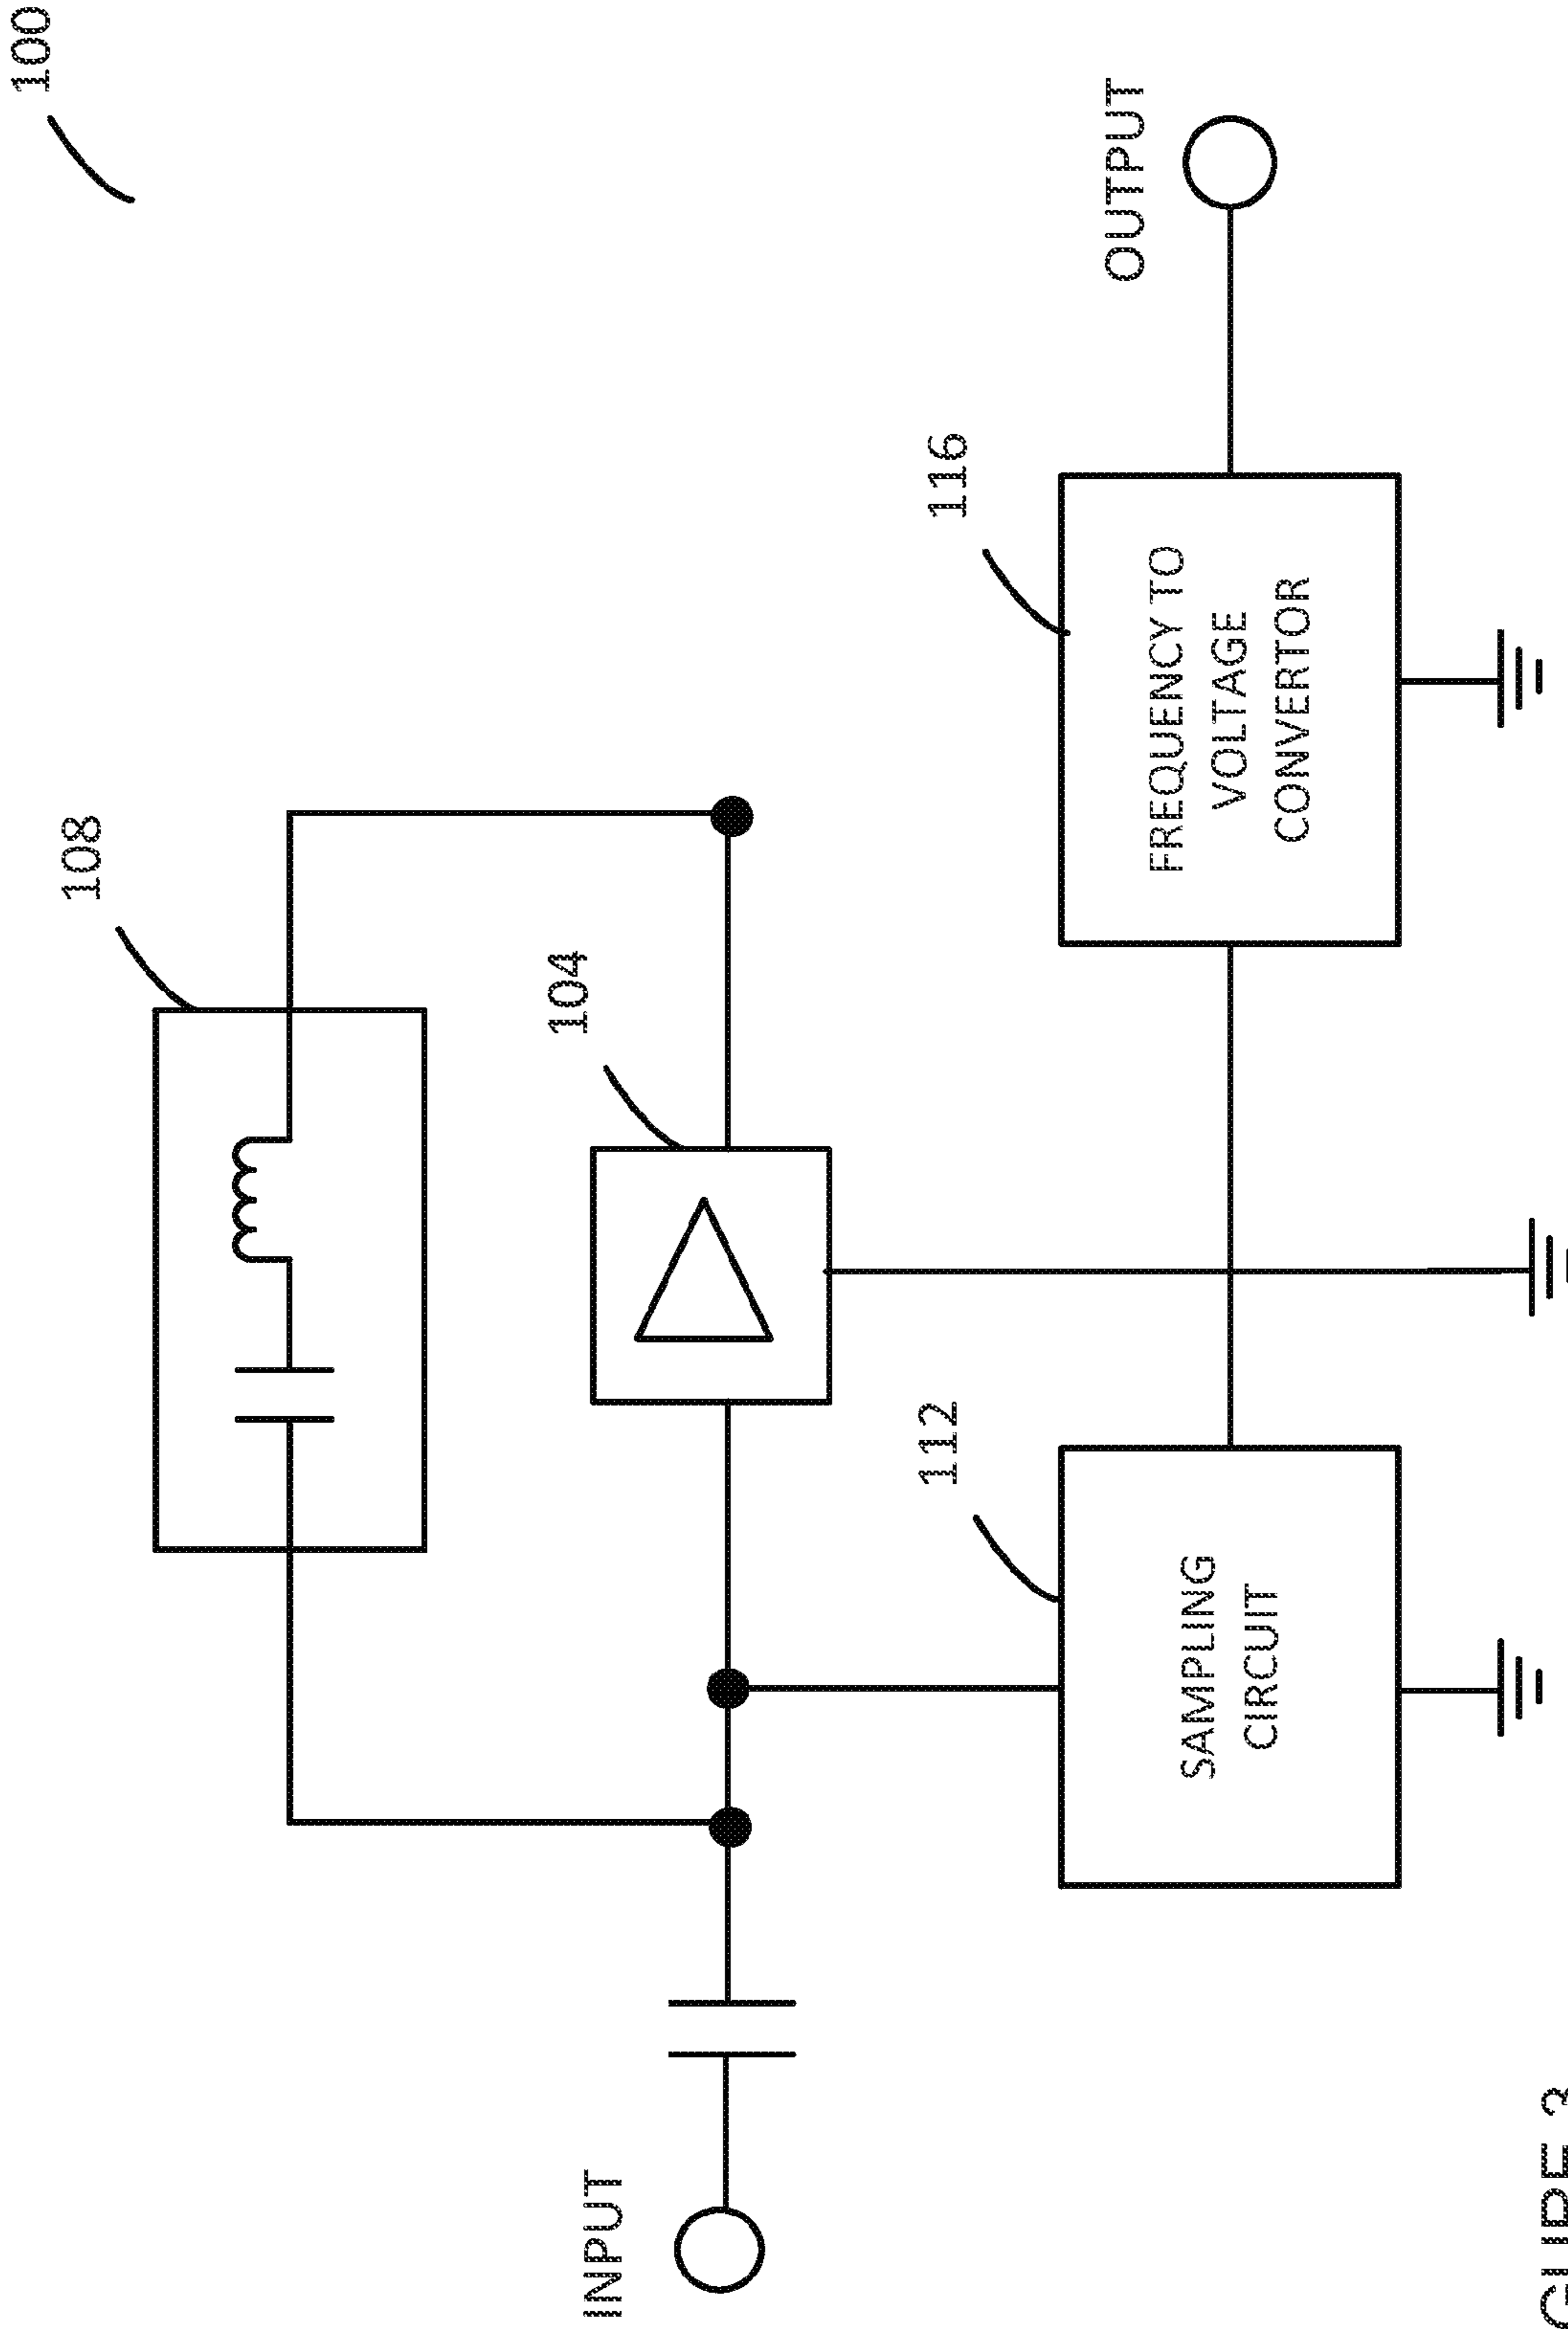 100
108
104
INPUT
OUTPUT
112
116
SAMPLING
CIRCUIT
FREQUENCY TO
VOLTAGE
CONVERTOR